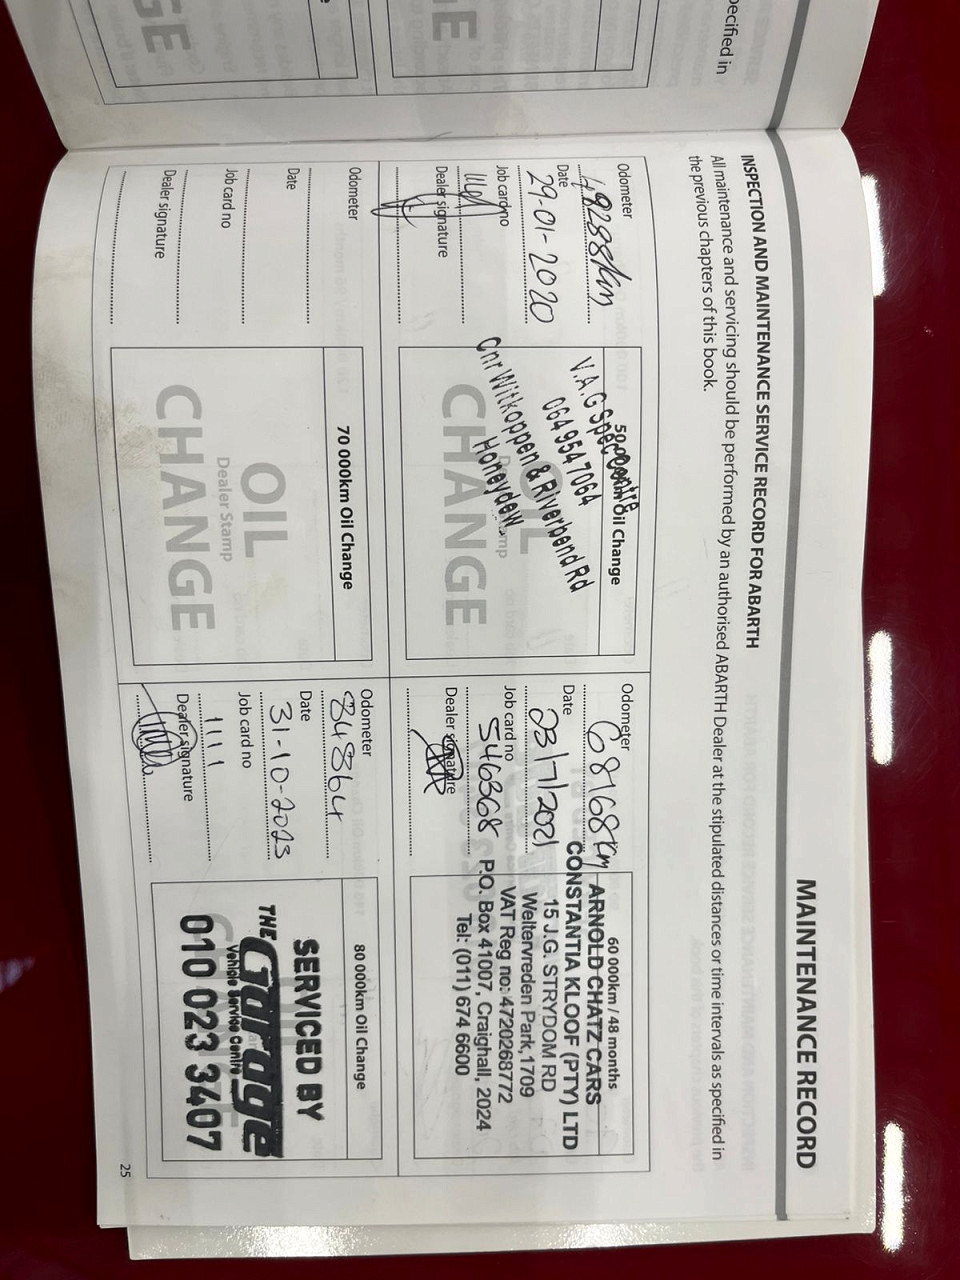 ecified in
MAINTENANCE RECORD
INSPECTION AND MAINTENANCE SERVICE RECORD FOR ABARTH
All maintenance and servicing should be performed by an authorised ABARTH Dealer at the stipulated distances or time intervals as specified in
the previous chapters of this book.
Odometer
49288km
Date
29-01-2020
Job card no
Dealer signature
50 000km Oil Change
OIL
CHANGE
V.A.G Spec Centre
064 954 7064
Cnr Witkoppen & Riverbend Rd
Honeydew
Odometer
68168km
Date
23/7/2021
Job card no
546368
Dealer signature
60 000km / 48 months
ARNOLD CHATZ CARS
CONSTANTIA KLOOF (PTY) LTD
15 J.G. STRYDOM RD
Weltervreden Park,1709
VAT Reg no: 4720268772
P.O. Box 41007, Craighall, 2024
Tel: (011) 674 6600
Odometer
Date
Job card no
Dealer signature
70 000km Oil Change
OIL
Dealer Stamp
CHANGE
Odometer
84864
Date
31-10-2023
Job card no
1111
Dealer signature
80 000km Oil Change
SERVICED BY
THE Garage
Vehicle Service Centre
010 023 3407
25